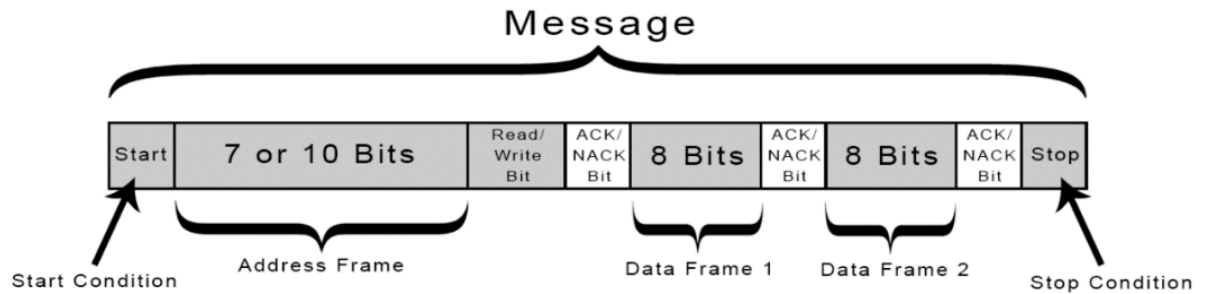 Message
Start
7 or 10 Bits
Read/
Write
Bit
ACK/
NACK
Bit
8 Bits
ACK/
NACK
Bit
8 Bits
ACK/
NACK
Bit
Stop
Start Condition
Address Frame
Data Frame 1
Data Frame 2
Stop Condition